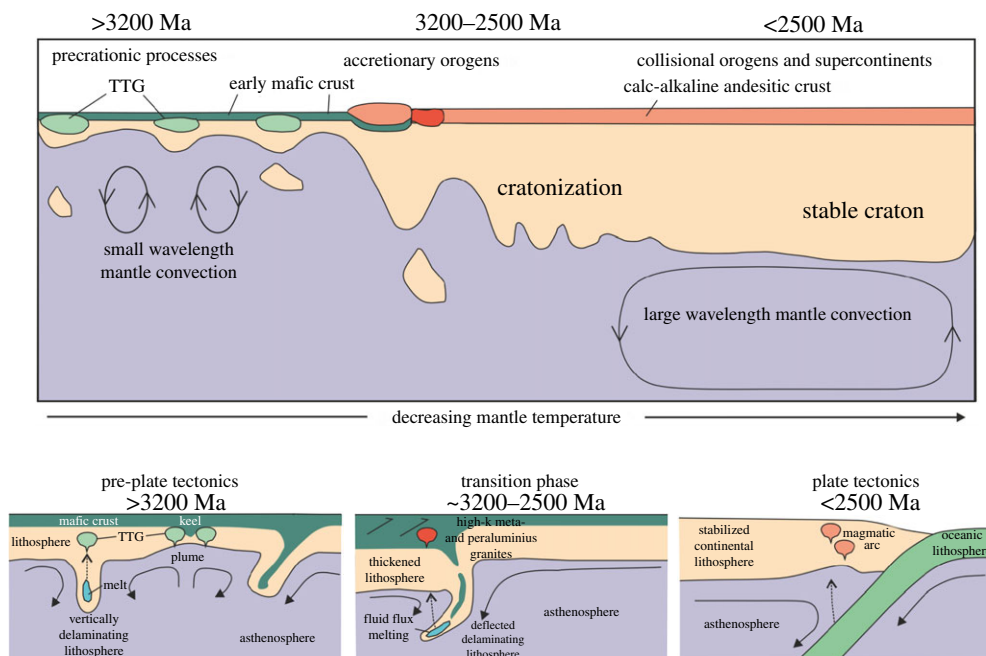 >3200 Ma
3200–2500 Ma
<2500 Ma
precrationic processes
accretionary orogens
collisional orogens and supercontinents
TTG
early mafic crust
calc-alkaline andesitic crust
cratonization
stable craton
small wavelength
mantle convection
large wavelength mantle convection
decreasing mantle temperature
pre-plate tectonics
>3200 Ma
mafic crust
keel
lithosphere
TTG
plume
melt
vertically
delaminating
lithosphere
asthenosphere
transition phase
~3200–2500 Ma
high-k meta-
and peraluminius
granites
thickened
lithosphere
fluid flux
melting
deflected
delaminating
lithosphere
asthenosphere
plate tectonics
<2500 Ma
stabilized
continental
lithosphere
magmatic
arc
oceanic
lithosphere
asthenosphere